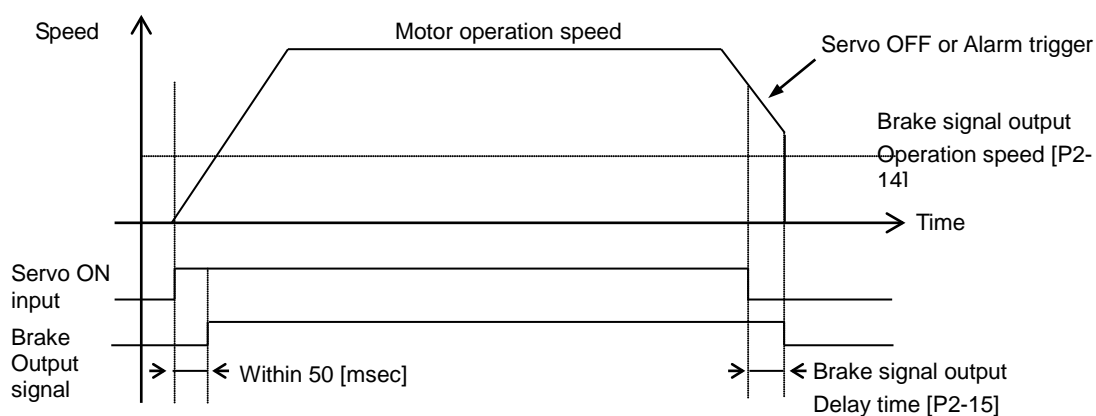 Speed
Motor operation speed
Servo OFF or Alarm trigger
Brake signal output
Operation speed [P2-
14]
Time
Servo ON
input
Brake
Output
signal
Within 50 [msec]
Brake signal output
Delay time [P2-15]